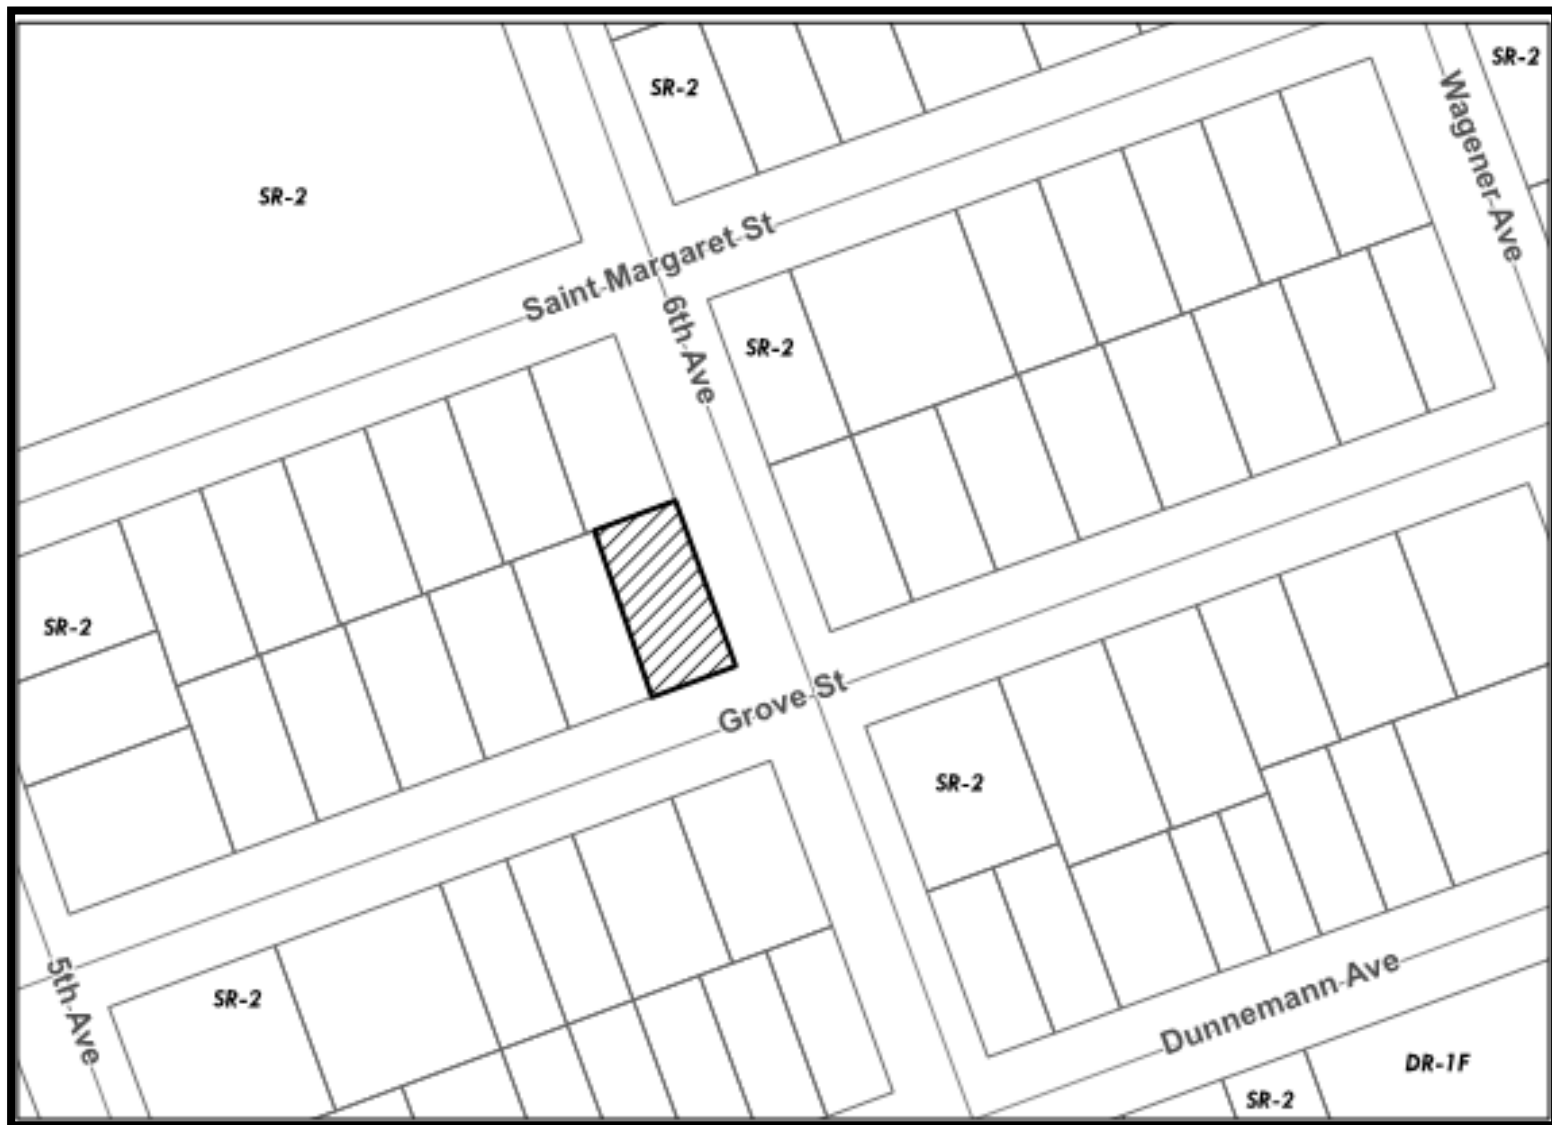 SR-2
SR-2
Wagener Ave
SR-2
Saint Margaret St
6th Ave
SR-2
SR-2
Grove St
SR-2
5th Ave
SR-2
Dunnemann Ave
DR-1F
SR-2